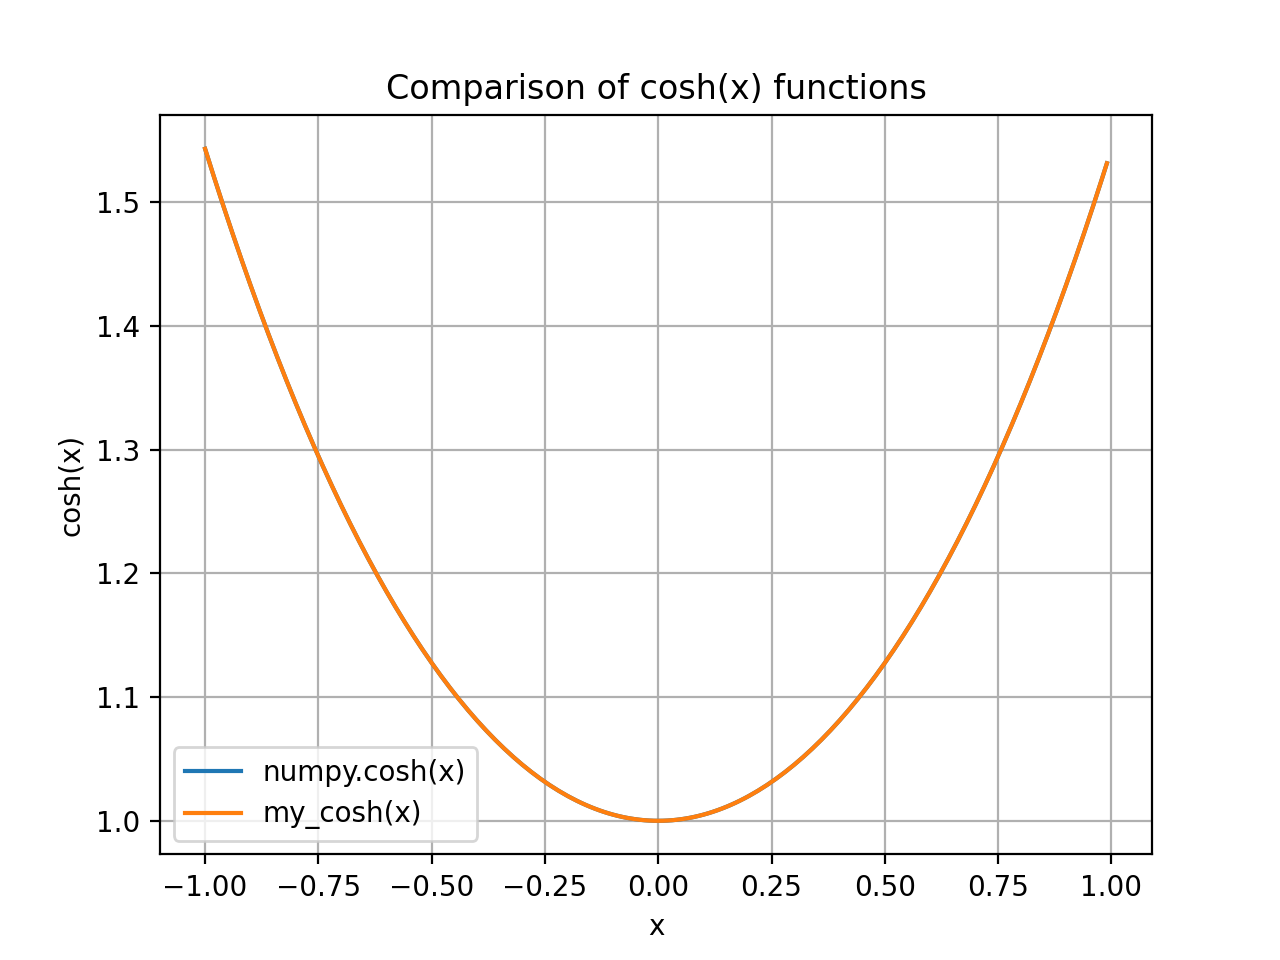 Comparison of cosh(x) functions
cosh(x)
1.5
1.4
1.3
1.2
1.1
1.0
numpy.cosh(x)
my_cosh(x)
−1.00 −0.75 −0.50 −0.25 0.00 0.25 0.50 0.75 1.00
x